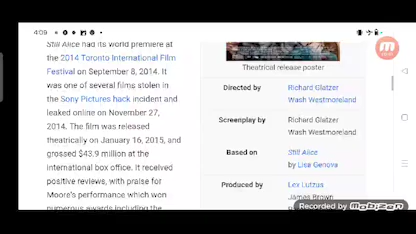 4:09
Still Alice had its world premiere at
the 2014 Toronto International Film
Festival on September 8, 2014. It
was one of several films stolen in
the Sony Pictures hack incident and
leaked online on November 27,
2014. The film was released
theatrically on January 16, 2015, and
grossed $43.9 million at the
international box office. It received
positive reviews, with praise for
Moore's performance which won
numerous awards including the
Theatrical release poster
Directed by Richard Glatzer
Wash Westmoreland
Screenplay by Richard Glatzer
Wash Westmoreland
Based on Still Alice
by Lisa Genova
Produced by Lex Lutzus
James Brown
Recorded by Mobizen